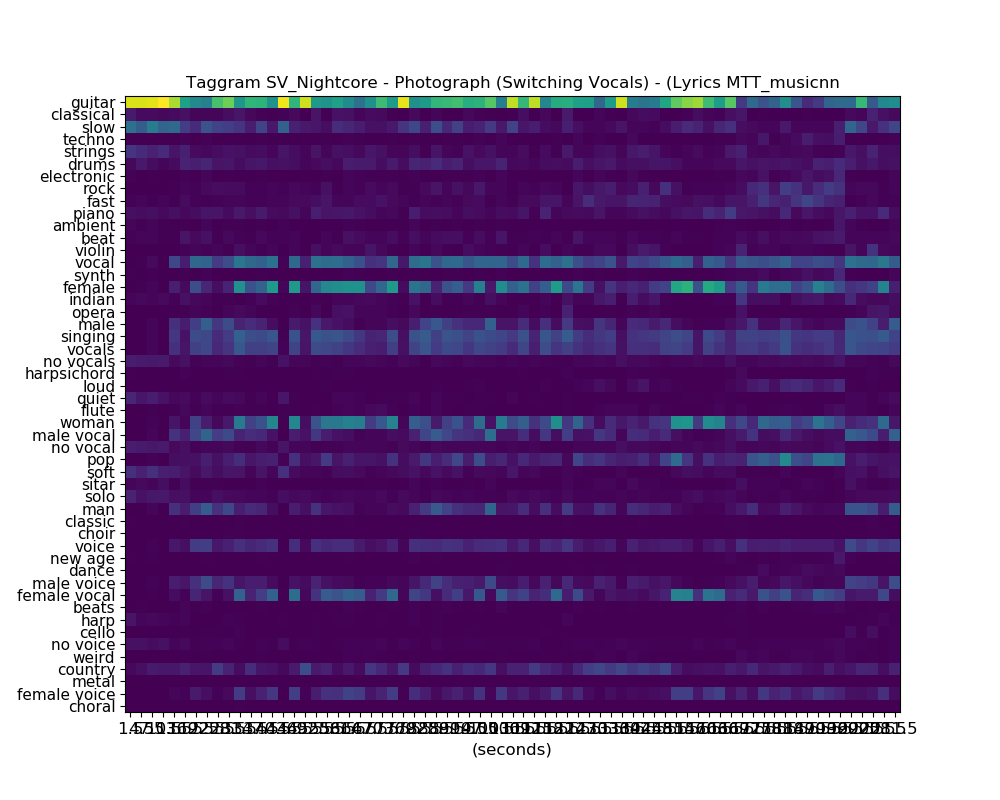 Taggram SV_Nightcore - Photograph (Switching Vocals) - (Lyrics MTT_musicnn
guitar
classical
slow
techno
strings
drums
electronic
rock
fast
piano
ambient
beat
violin
vocal
synth
female
indian
opera
male
singing
vocals
no vocals
harpsichord
loud
quiet
flute
woman
male vocal
no vocal
pop
soft
sitar
solo
man
classic
choir
voice
new age
dance
male voice
female vocal
beats
harp
cello
no voice
weird
country
metal
female voice
choral
(seconds)